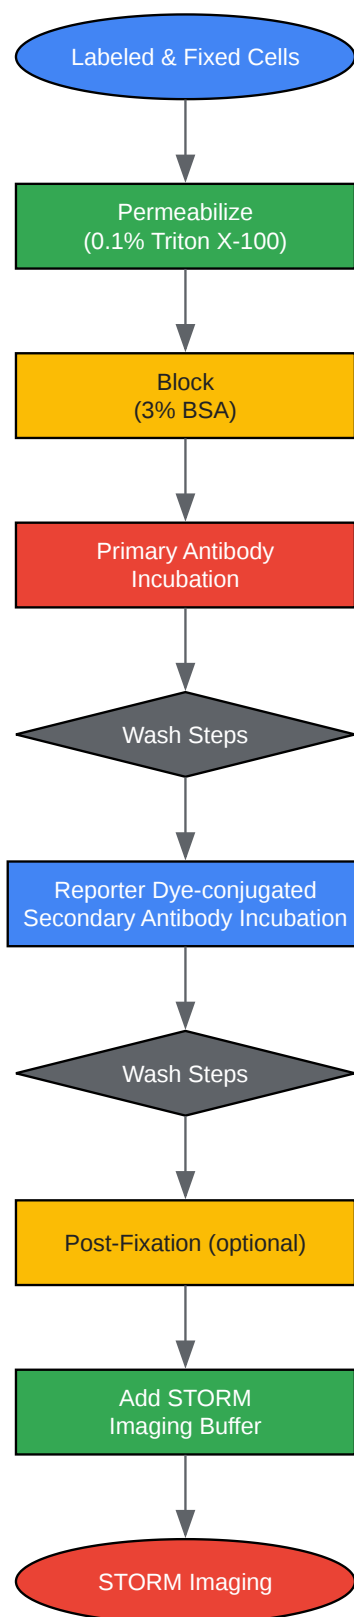 Labeled & Fixed Cells
Permeabilize
(0.1% Triton X-100)
Block
(3% BSA)
Primary Antibody
Incubation
Wash Steps
Reporter Dye-conjugated
Secondary Antibody Incubation
Wash Steps
Post-Fixation (optional)
Add STORM
Imaging Buffer
STORM Imaging